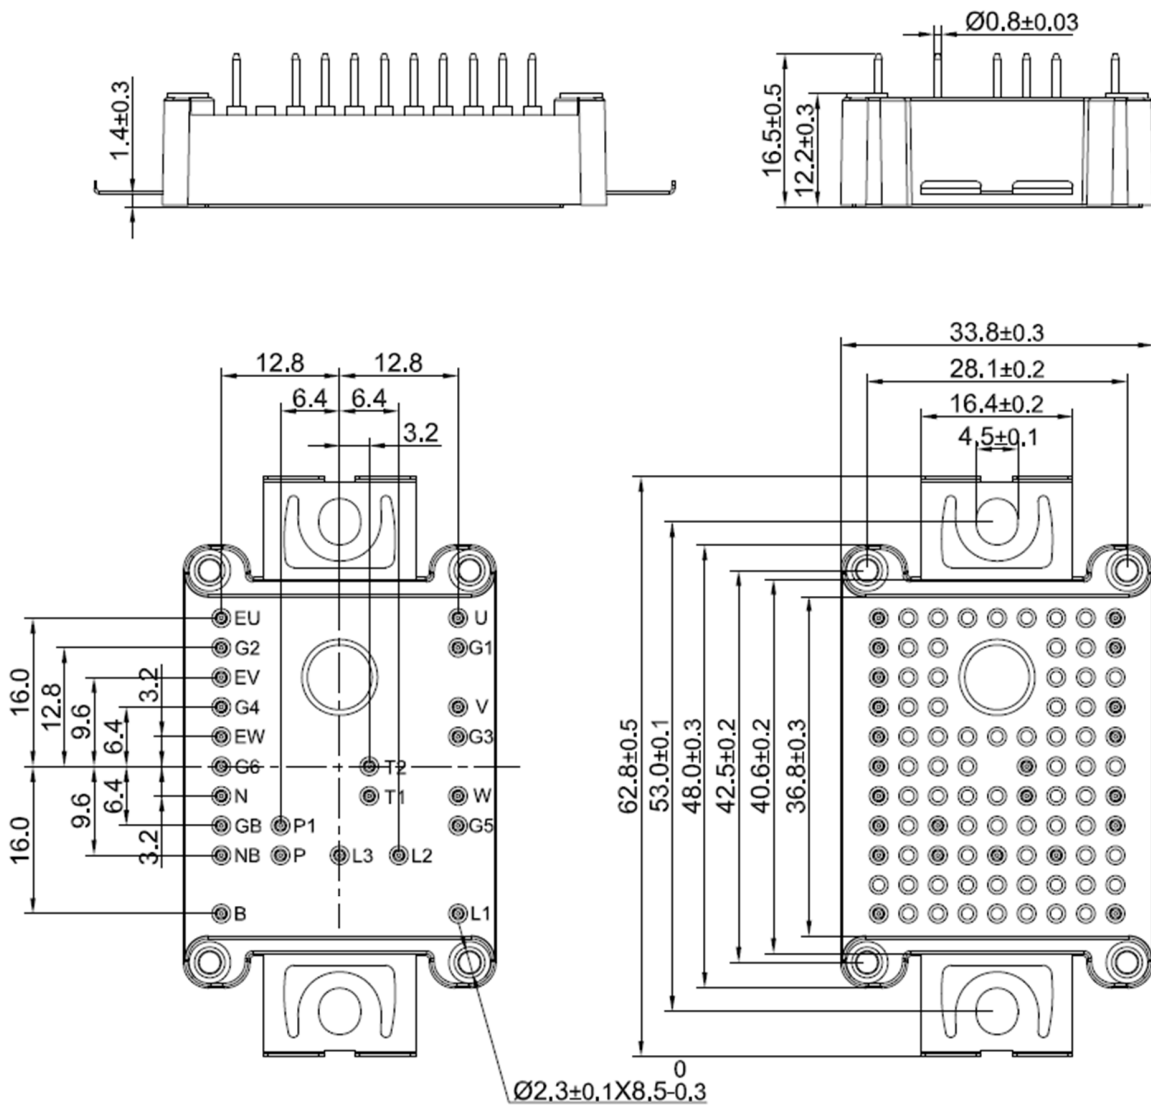 Ø0.8±0.03
1.4±0.3
16.5±0.5
12.2±0.3
33.8±0.3
12.8 12.8
28.1±0.2
6.4 6.4
16.4±0.2
3.2
4.5±0.1
EU U
G2 G1
EV
G4 V
EW G3
G6 T2
N T1 W
GB P1 G5
NB P L3 L2
B L1
16.0
12.8
9.6
6.4
3.2
16.0
9.6
6.4
3.2
62.8±0.5
53.0±0.1
48.0±0.3
42.5±0.2
40.6±0.2
36.8±0.3
0
Ø2.3±0.1X8.5-0.3